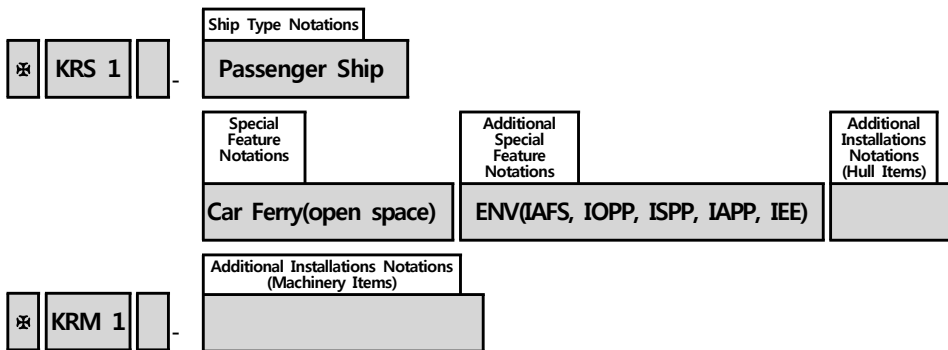 Ship Type Notations
✠ KRS 1 - Passenger Ship
Special
Feature
Notations
Additional
Special
Feature
Notations
Additional
Installations
Notations
(Hull Items)
Car Ferry(open space) ENV(IAFS, IOPP, ISPP, IAPP, IEE)
Additional Installations Notations
(Machinery Items)
✠ KRM 1 -